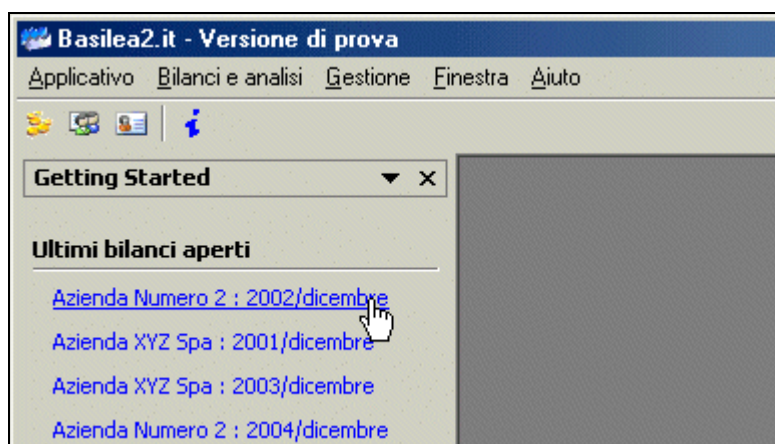 Basilea2.it - Versione di prova
Applicativo Bilanci e analisi Gestione Finestra Aiuto
Getting Started
Ultimi bilanci aperti
Azienda Numero 2 : 2002/dicembre
Azienda XYZ Spa : 2001/dicembre
Azienda XYZ Spa : 2003/dicembre
Azienda Numero 2 : 2004/dicembre